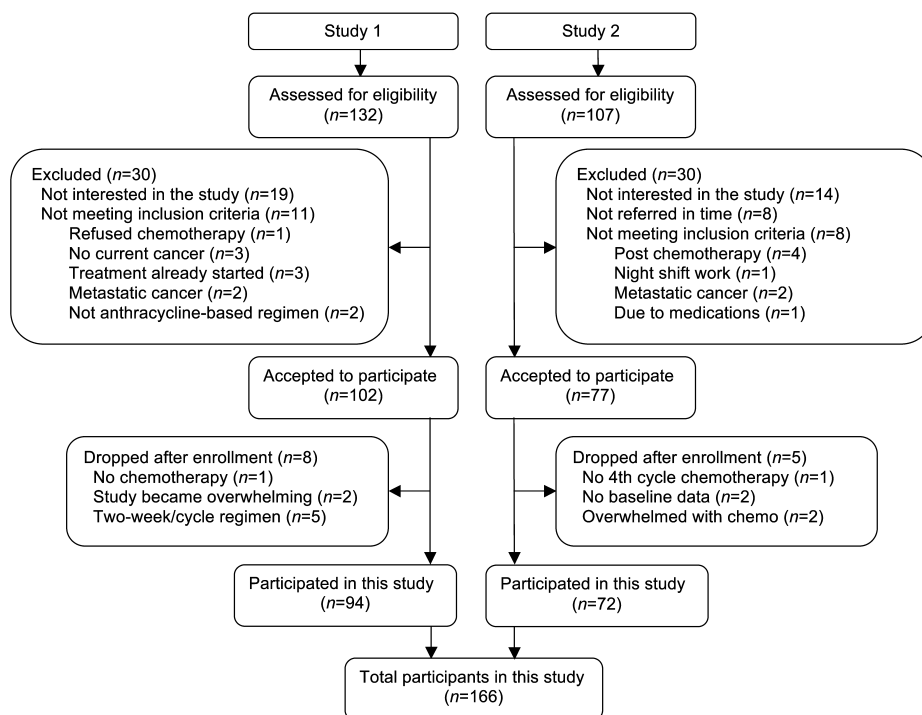 Study 1
Assessed for eligibility
(n=132)
Excluded (n=30)
Not interested in the study (n=19)
Not meeting inclusion criteria (n=11)
Refused chemotherapy (n=1)
No current cancer (n=3)
Treatment already started (n=3)
Metastatic cancer (n=2)
Not anthracycline-based regimen (n=2)
Accepted to participate
(n=102)
Dropped after enrollment (n=8)
No chemotherapy (n=1)
Study became overwhelming (n=2)
Two-week/cycle regimen (n=5)
Participated in this study
(n=94)
Study 2
Assessed for eligibility
(n=107)
Excluded (n=30)
Not interested in the study (n=14)
Not referred in time (n=8)
Not meeting inclusion criteria (n=8)
Post chemotherapy (n=4)
Night shift work (n=1)
Metastatic cancer (n=2)
Due to medications (n=1)
Accepted to participate
(n=77)
Dropped after enrollment (n=5)
No 4th cycle chemotherapy (n=1)
No baseline data (n=2)
Overwhelmed with chemo (n=2)
Participated in this study
(n=72)
Total participants in this study
(n=166)